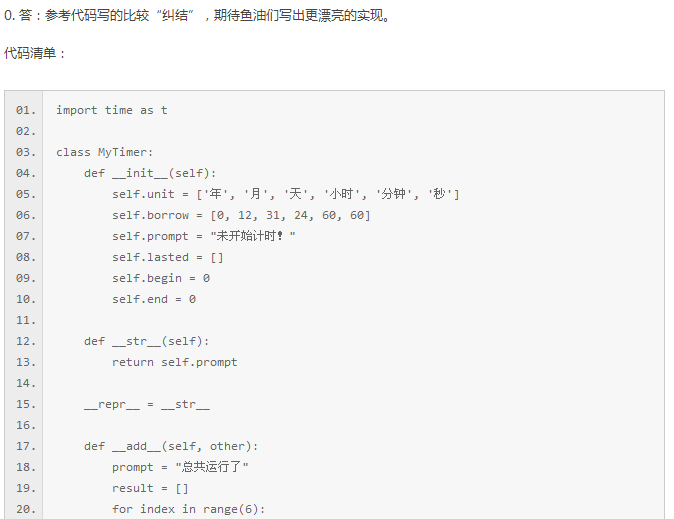 0. 答：参考代码写的比较“纠结”，期待鱼油们写出更漂亮的实现。
代码清单：
01. import time as t
02.
03. class MyTimer:
04.     def __init__(self):
05.         self.unit = ['年', '月', '天', '小时', '分钟', '秒']
06.         self.borrow = [0, 12, 31, 24, 60, 60]
07.         self.prompt = "未开始计时！"
08.         self.lasted = []
09.         self.begin = 0
10.         self.end = 0
11.
12.     def __str__(self):
13.         return self.prompt
14.
15.     __repr__ = __str__
16.
17.     def __add__(self, other):
18.         prompt = "总共运行了"
19.         result = []
20.         for index in range(6):